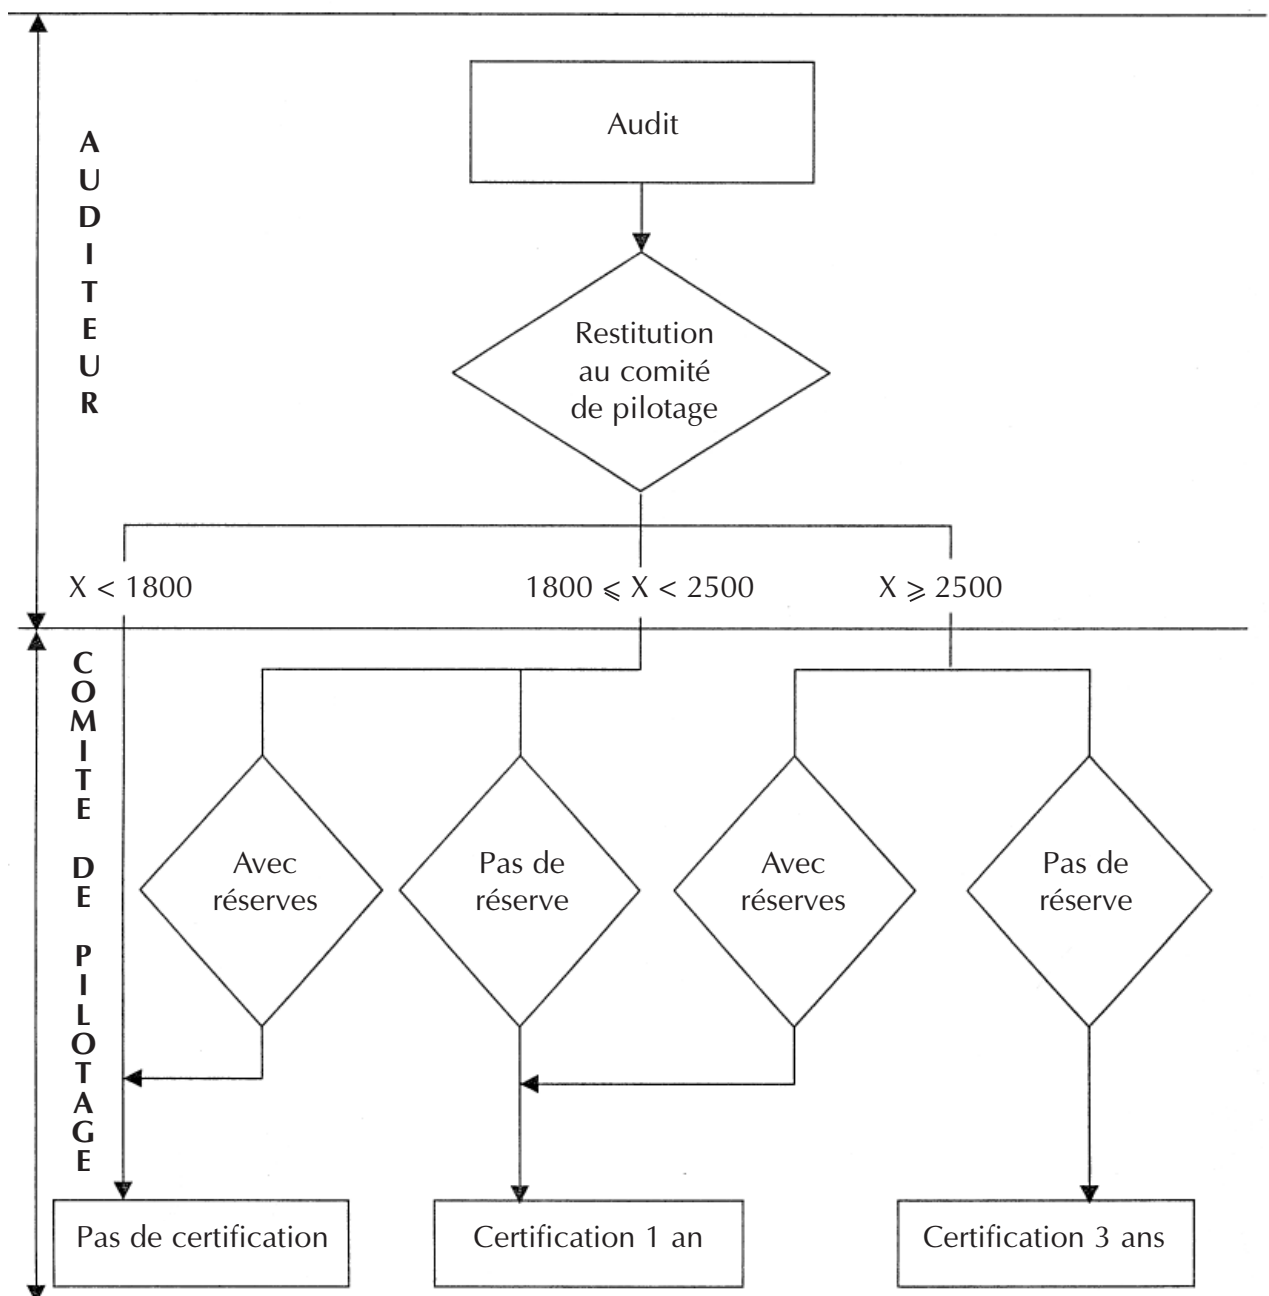 AUDITEUR
Audit
Restitution
au comité
de pilotage
X < 1800
1800 ⩽ X < 2500
X ⩾ 2500
COMITE DE PILOTAGE
Avec
réserves
Pas de
réserve
Avec
réserves
Pas de
réserve
Pas de certification
Certification 1 an
Certification 3 ans